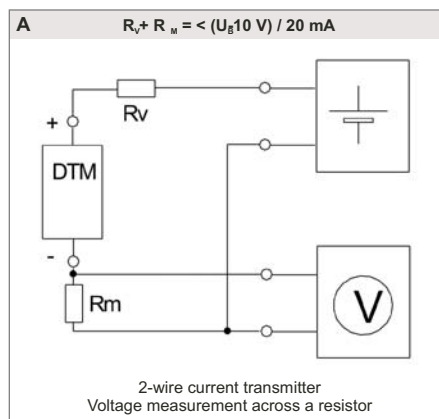 A
Rv+ R M = < (UB10 V) / 20 mA
Rv
+
DTM
-
Rm
V
2-wire current transmitter
Voltage measurement across a resistor